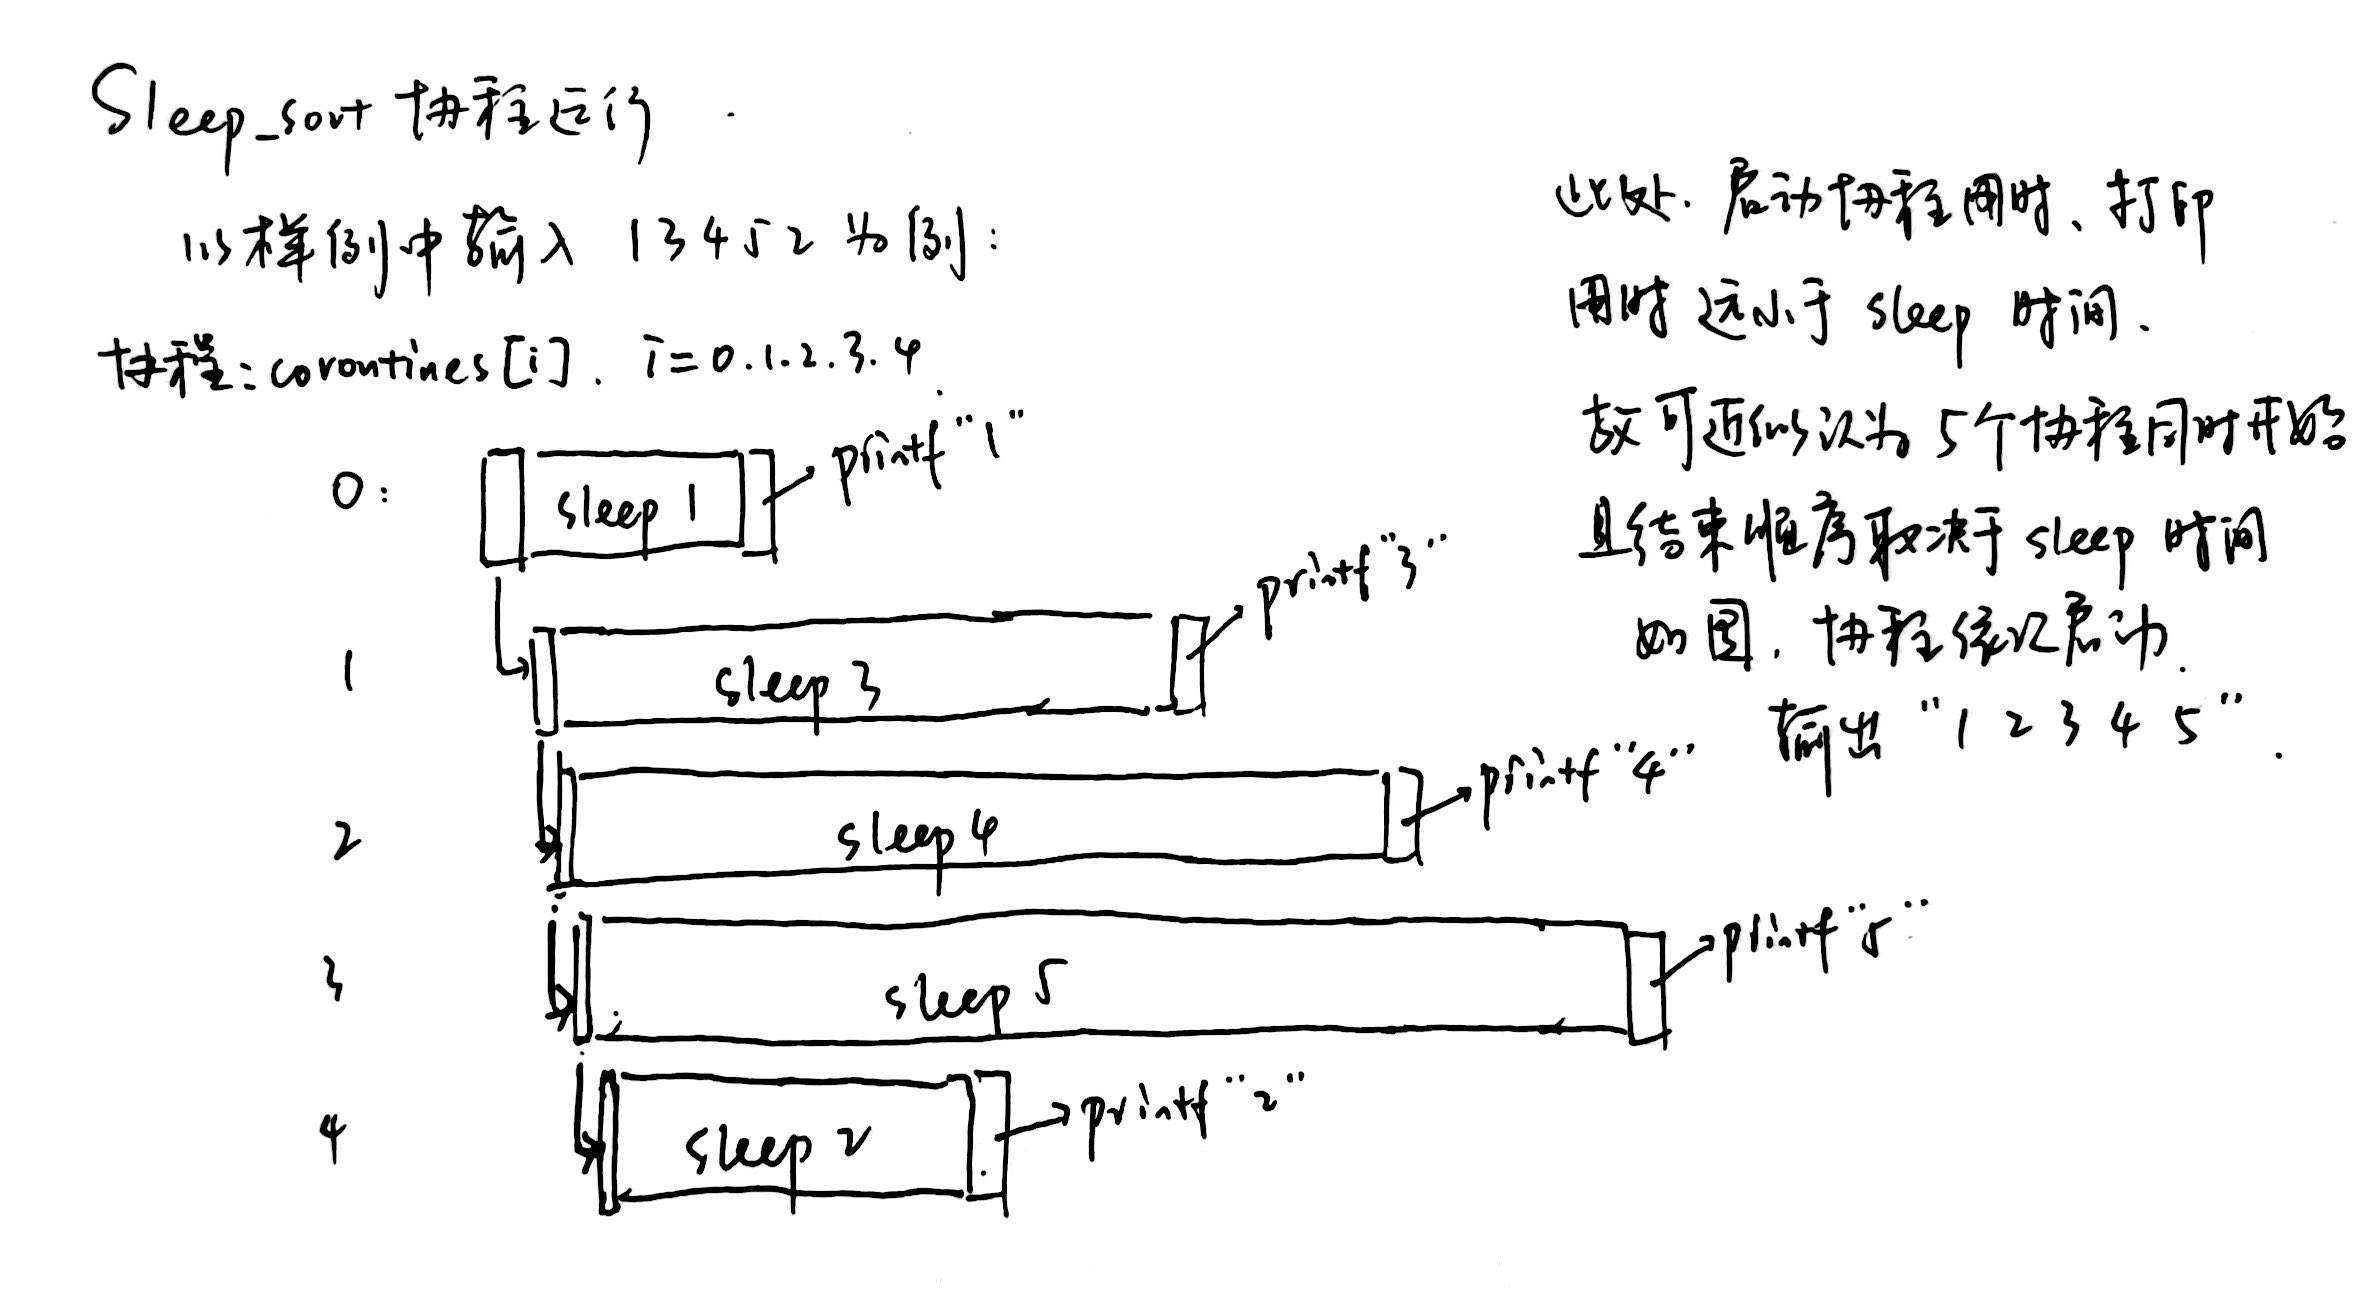 Sleep_sort 协程运行
以样例中输入 1 3 4 5 2 为例:
协程: coroutines[i]. i=0.1.2.3.4
0:
sleep 1
printf "1"
1
sleep 3
printf "3"
2
sleep 4
printf "4"
3
sleep 5
printf "5"
4
sleep 2
printf "2"
此处. 启动协程用时、打印
用时远小于 sleep 时间.
故可近似认为 5个协程同时开始
且结束顺序取决于 sleep 时间
如图. 协程依次启动.
输出 "1 2 3 4 5".